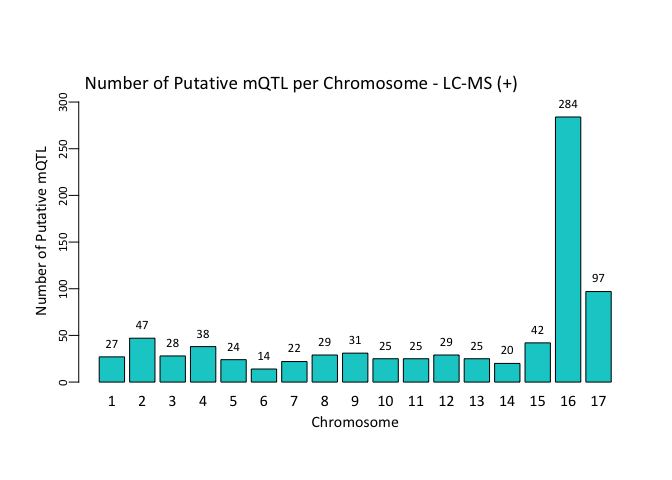 Number of Putative mQTL per Chromosome - LC-MS (+)
Number of Putative mQTL
300
250
200
150
100
50
0
27 47 28 38 24 14 22 29 31 25 25 29 25 20 42 284 97
1 2 3 4 5 6 7 8 9 10 11 12 13 14 15 16 17
Chromosome